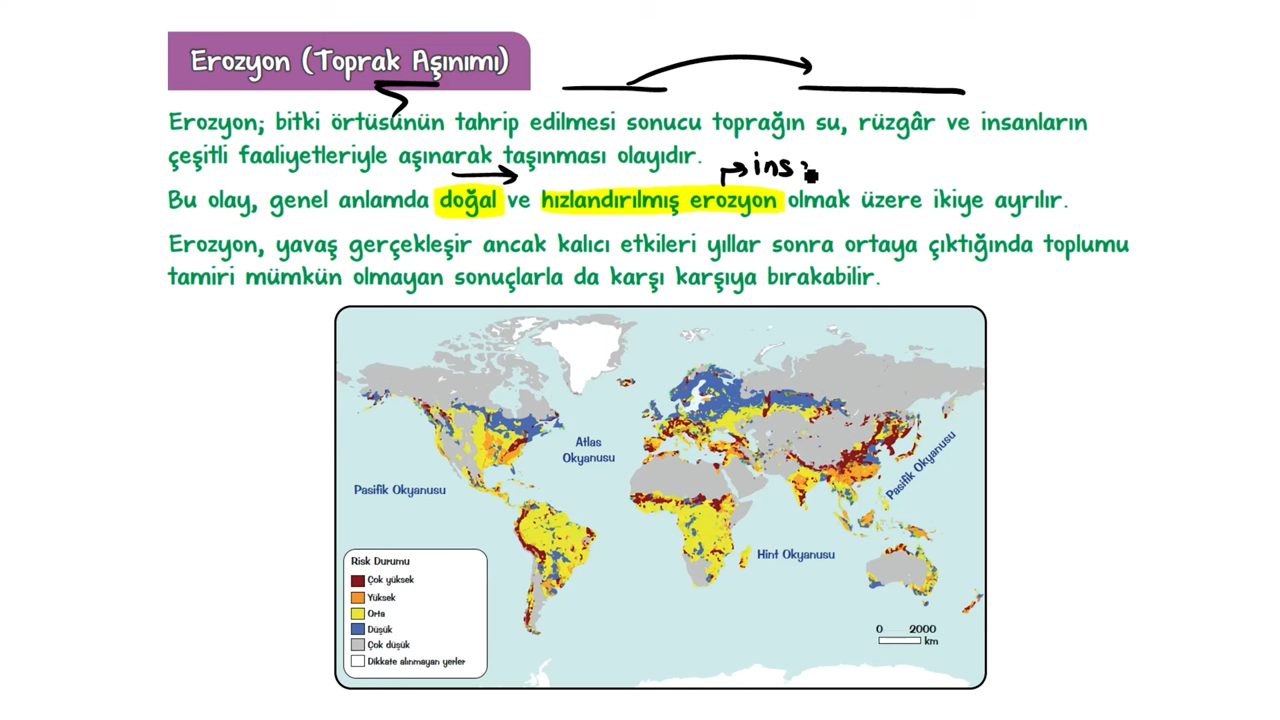 Erozyon (Toprak Aşınımı)
Erozyon; bitki örtüsünün tahrip edilmesi sonucu toprağın su, rüzgâr ve insanların
çeşitli faaliyetleriyle aşınarak taşınması olayıdır.
ins
Bu olay, genel anlamda doğal ve hızlandırılmış erozyon olmak üzere ikiye ayrılır.
Erozyon, yavaş gerçekleşir ancak kalıcı etkileri yıllar sonra ortaya çıktığında toplumu
tamiri mümkün olmayan sonuçlarla da karşı karşıya bırakabilir.
Atlas
Okyanusu
Pasifik Okyanusu
Pasifik Okyanusu
Hint Okyanusu
Risk Durumu
Çok yüksek
Yüksek
Orta
Düşük
Çok düşük
Dikkate alınmayan yerler
0 2000
km